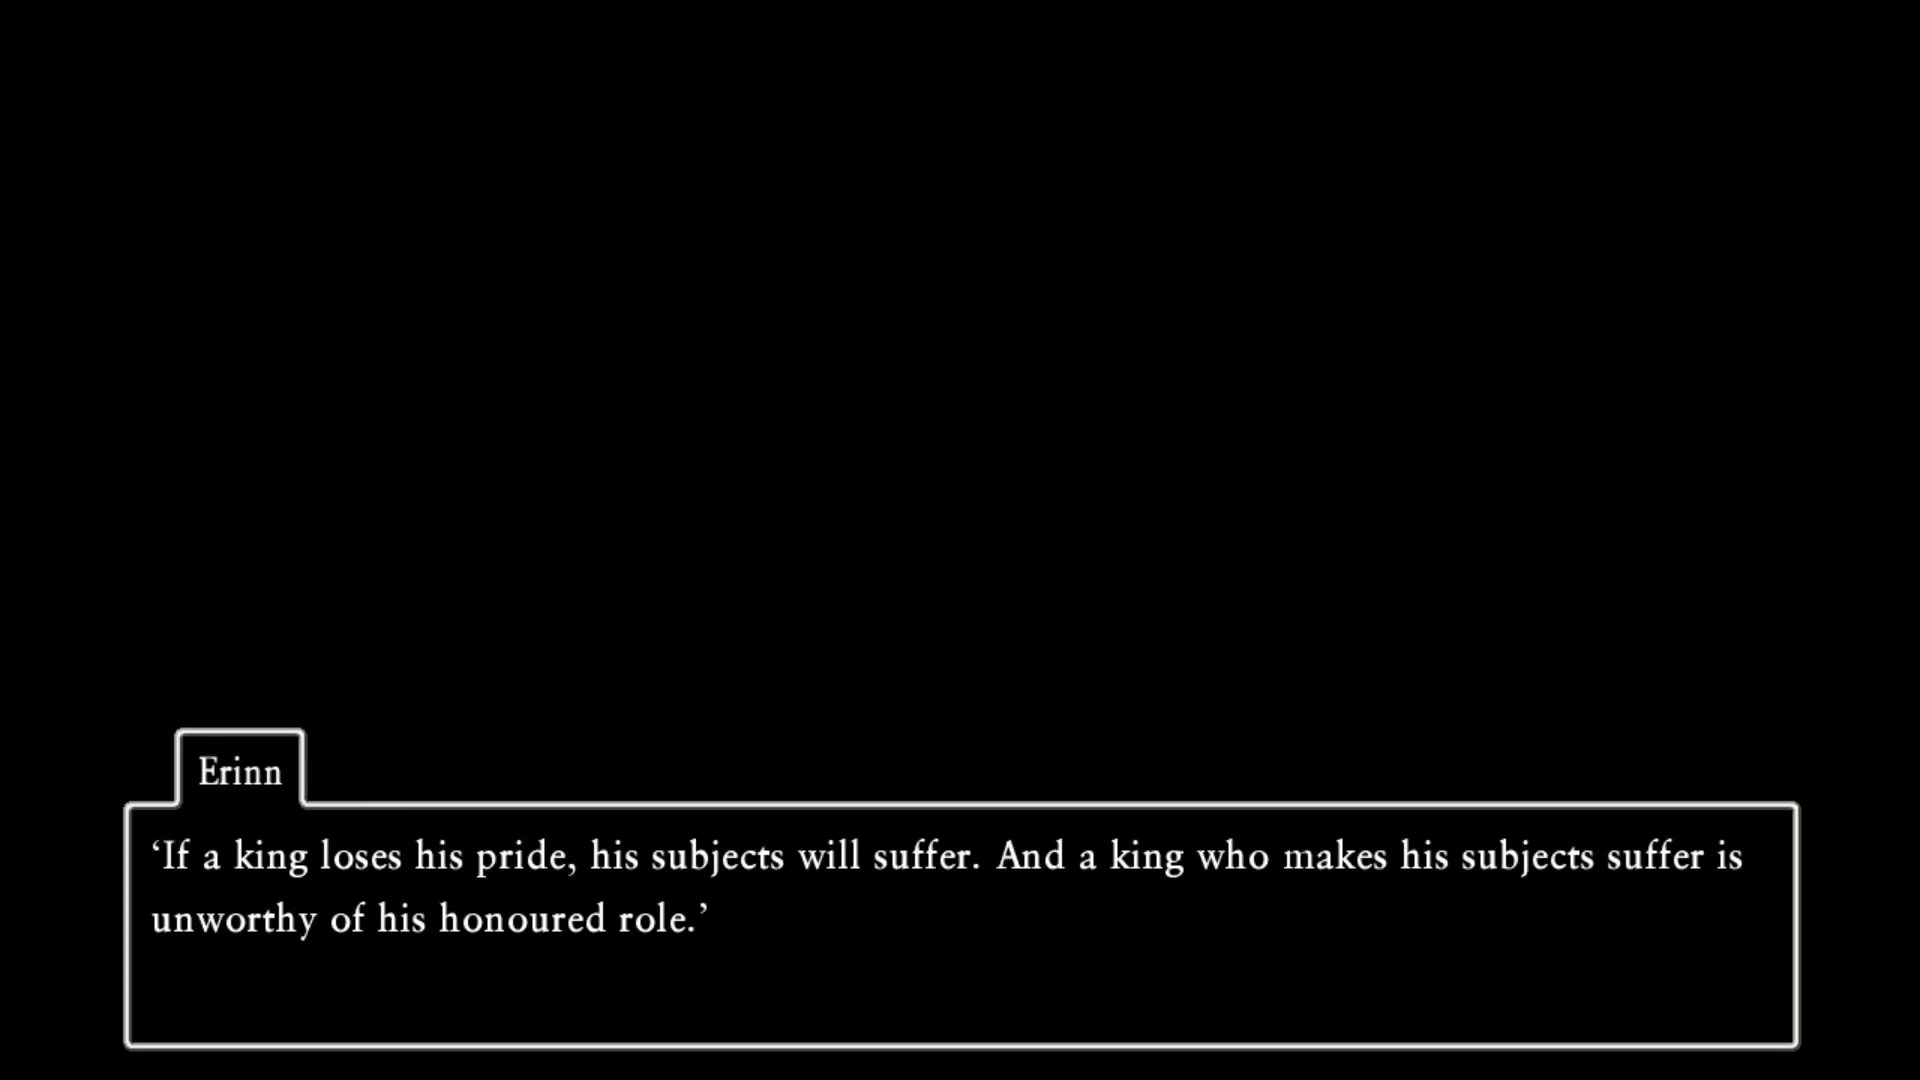 Erinn
‘If a king loses his pride, his subjects will suffer. And a king who makes his subjects suffer is
unworthy of his honoured role.’